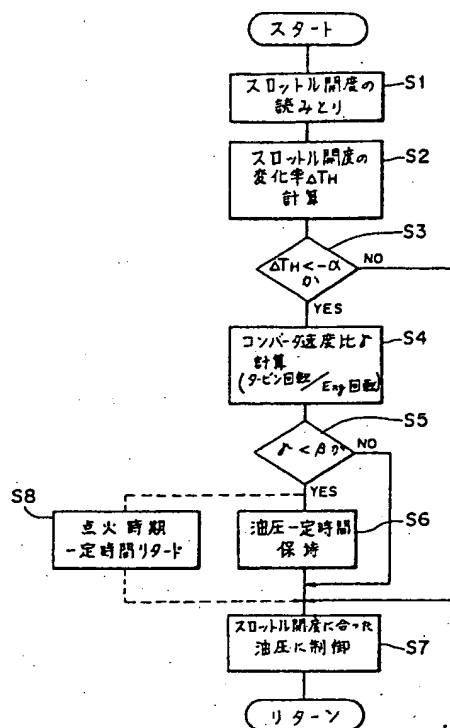 スタート
スロットル開度の
読みとり
S1
スロットル開度の
変化率ΔTH
計算
S2
S3
ΔTH<-α
か
NO
YES
コンバータ速度比γ
計算
(タービン回転/Eng回転)
S4
S5
γ<βか
NO
YES
S8
点火時期
一定時間リタード
油圧一定時間
保持
S6
スロットル開度に合った
油圧に制御
S7
リターン